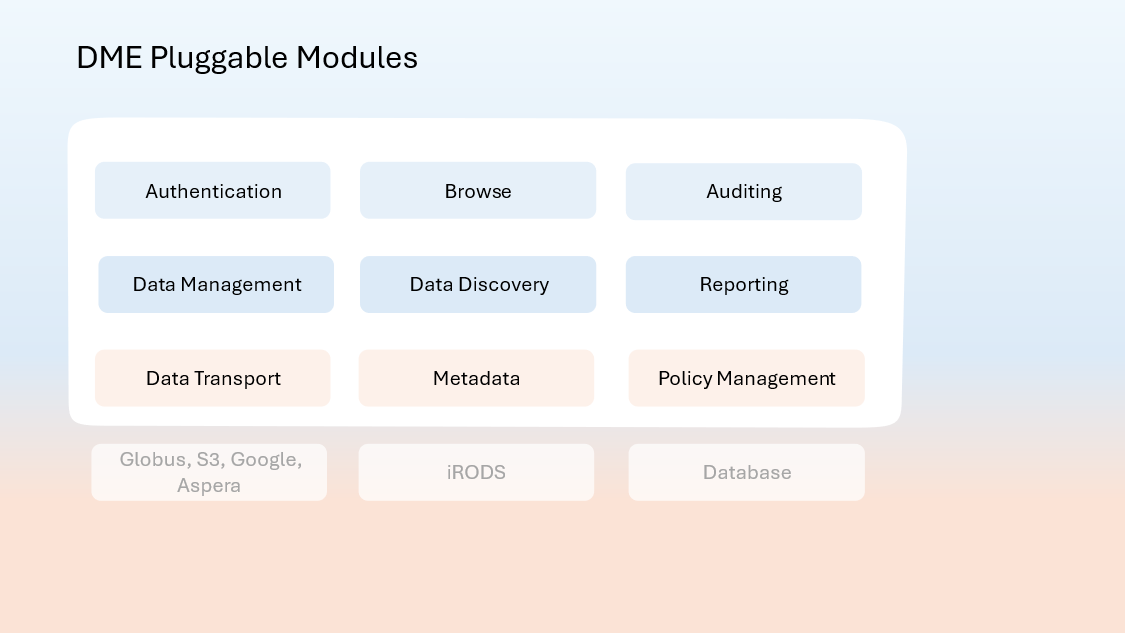 DME Pluggable Modules
Authentication
Browse
Auditing
Data Management
Data Discovery
Reporting
Data Transport
Metadata
Policy Management
Globus, S3, Google,
Aspera
iRODS
Database